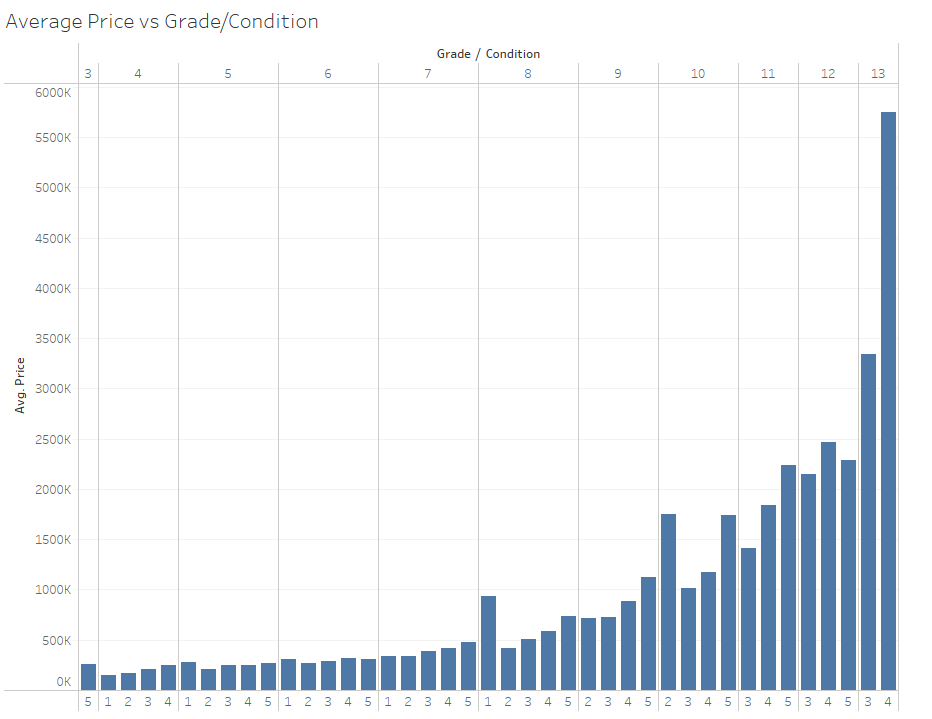 Average Price vs Grade/Condition
Grade / Condition
3 4 5 6 7 8 9 10 11 12 13
6000K
5500K
5000K
4500K
4000K
3500K
3000K
2500K
2000K
1500K
1000K
500K
0K
Avg. Price
5 1 2 3 4 1 2 3 4 5 1 2 3 4 5 1 2 3 4 5 1 2 3 4 5 2 3 4 5 2 3 4 5 3 4 5 3 4 5 3 4